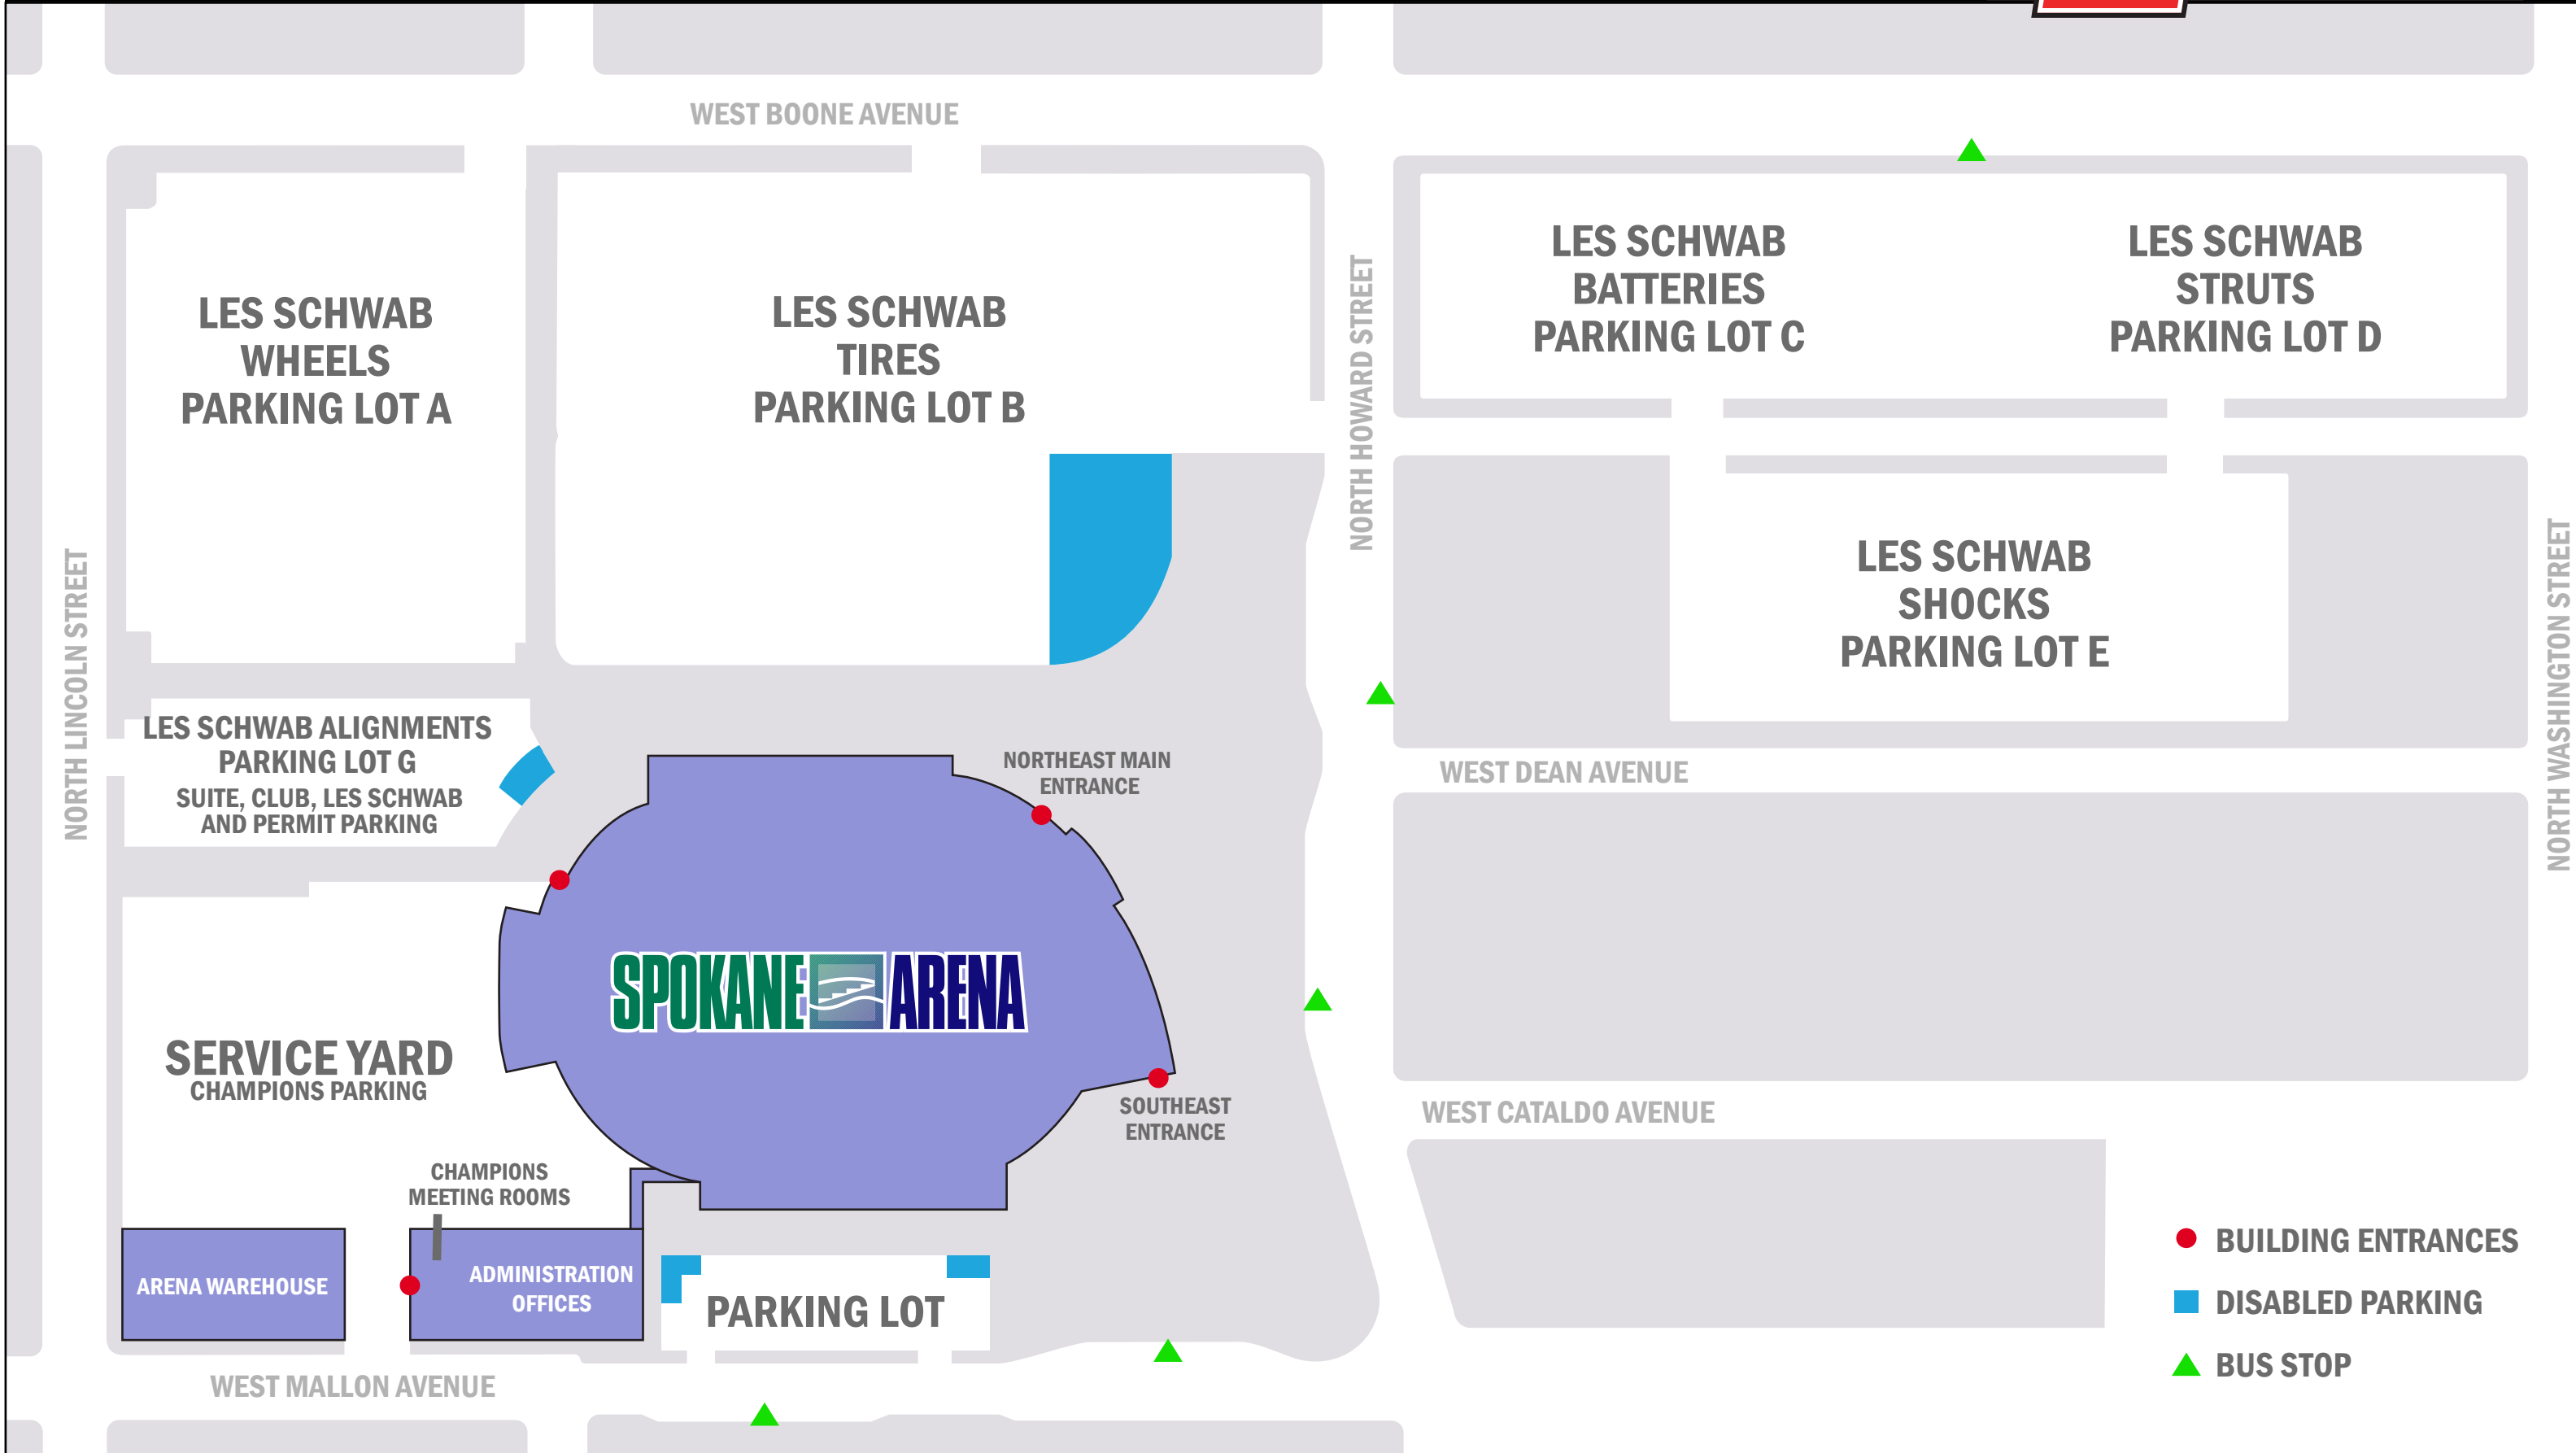 WEST BOONE AVENUE
LES SCHWAB
WHEELS
PARKING LOT A
LES SCHWAB
TIRES
PARKING LOT B
NORTH HOWARD STREET
LES SCHWAB
BATTERIES
PARKING LOT C
LES SCHWAB
STRUTS
PARKING LOT D
LES SCHWAB
SHOCKS
PARKING LOT E
NORTH LINCOLN STREET
NORTH WASHINGTON STREET
LES SCHWAB ALIGNMENTS
PARKING LOT G
SUITE, CLUB, LES SCHWAB
AND PERMIT PARKING
NORTHEAST MAIN
ENTRANCE
WEST DEAN AVENUE
SPOKANE ARENA
SERVICE YARD
CHAMPIONS PARKING
SOUTHEAST
ENTRANCE
WEST CATALDO AVENUE
CHAMPIONS
MEETING ROOMS
ARENA WAREHOUSE
ADMINISTRATION
OFFICES
PARKING LOT
WEST MALLON AVENUE
BUILDING ENTRANCES
DISABLED PARKING
BUS STOP